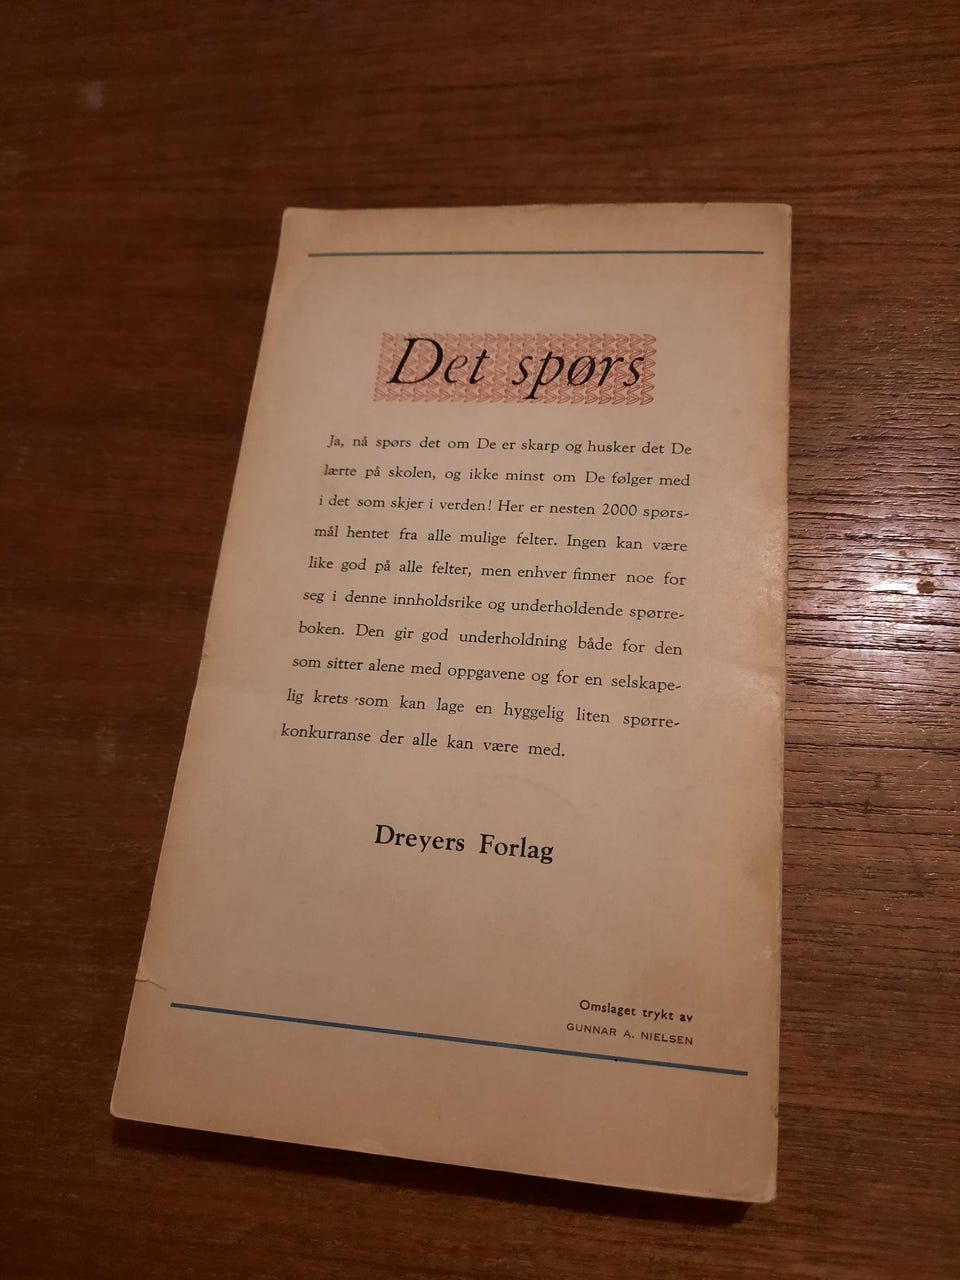 Det spørs
Ja, nå spørs det om De er skarp og husker det De
lærte på skolen, og ikke minst om De følger med
i det som skjer i verden! Her er nesten 2000 spørs-
mål hentet fra alle mulige felter. Ingen kan være
like god på alle felter, men enhver finner noe for
seg i denne innholdsrike og underholdende spørre-
boken. Den gir god underholdning både for den
som sitter alene med oppgavene og for en selskape-
lig krets som kan lage en hyggelig liten spørre-
konkurranse der alle kan være med.
Dreyers Forlag
Omslaget trykt av
GUNNAR A. NIELSEN